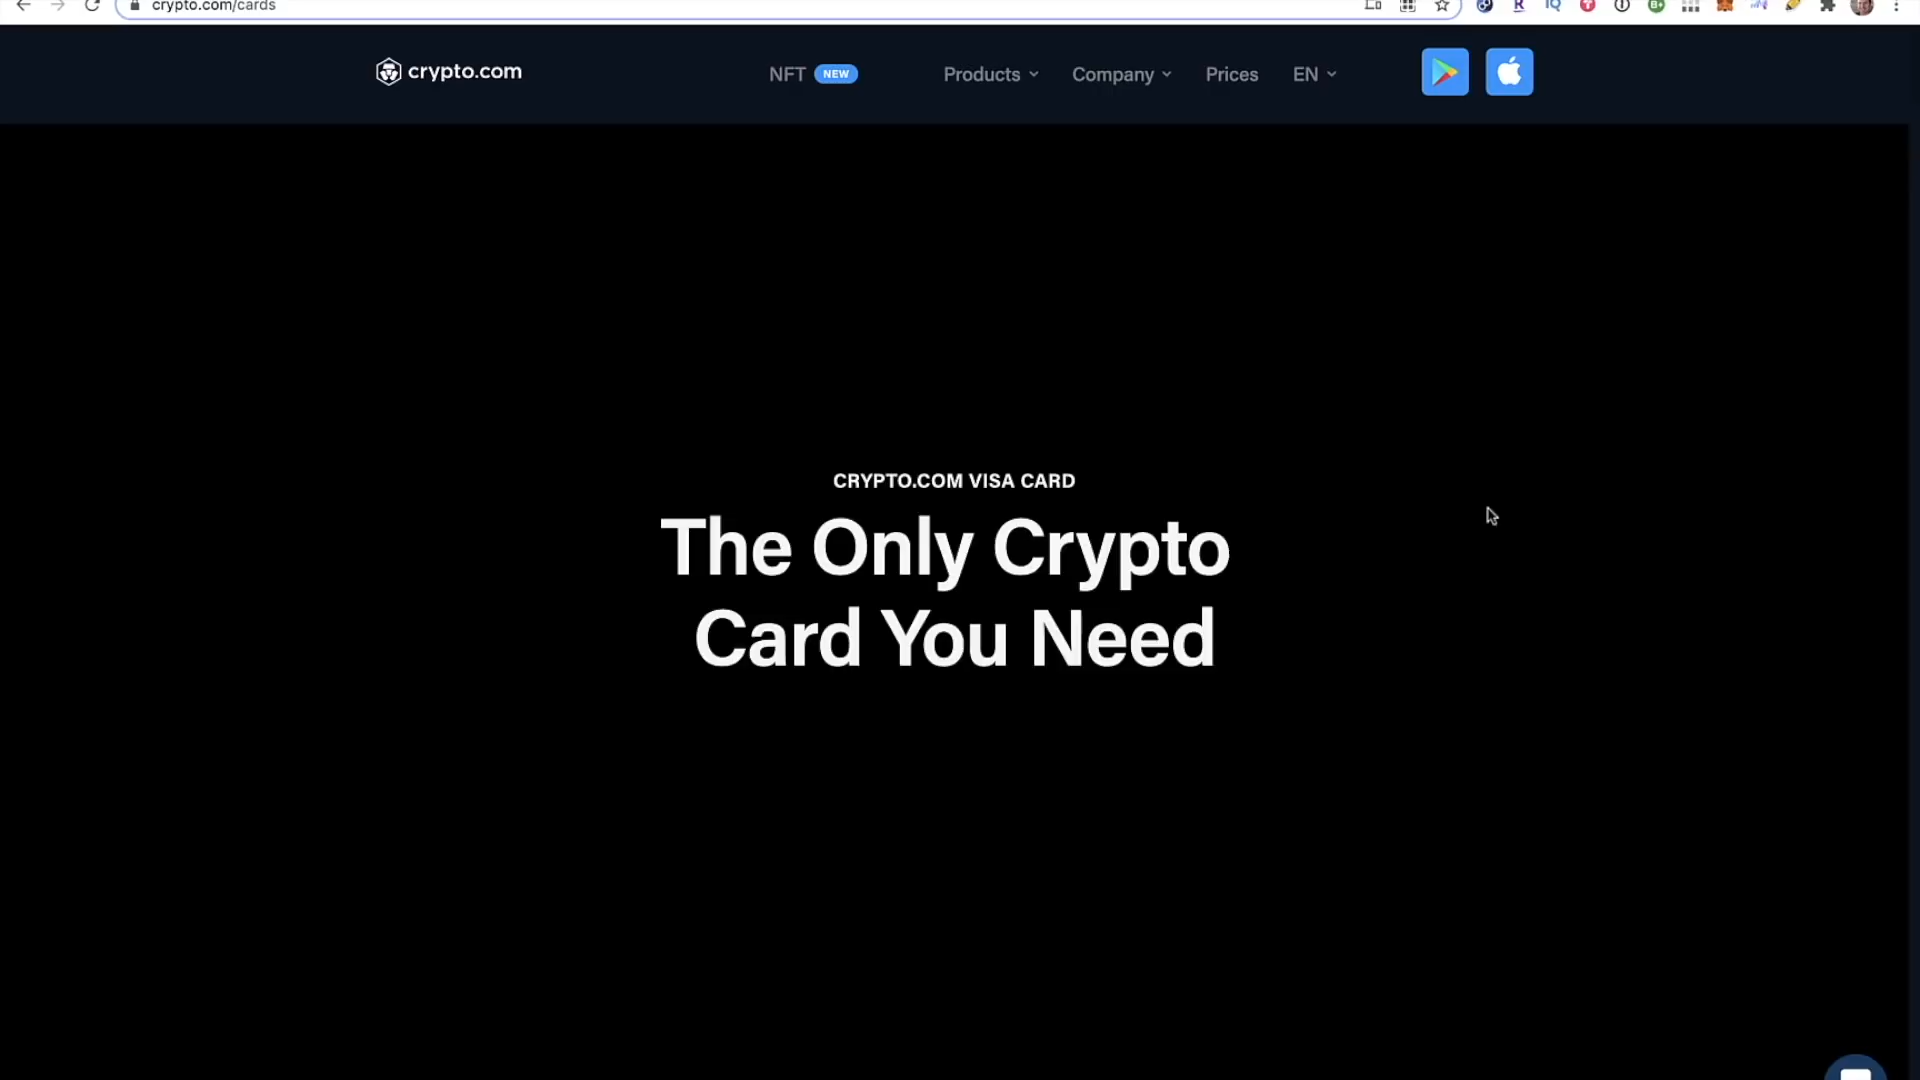 crypto.com/cards
crypto.com
NFT NEW Products Company Prices EN
CRYPTO.COM VISA CARD
The Only Crypto
Card You Need